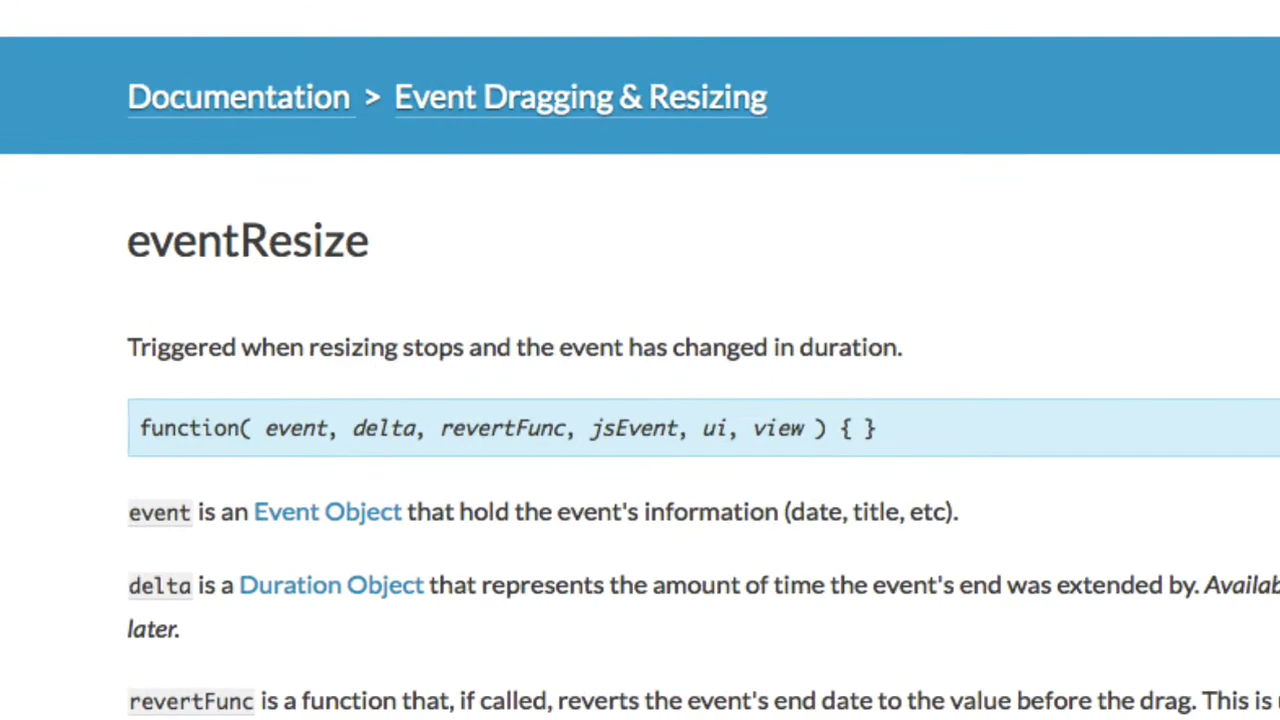 Documentation > Event Dragging & Resizing
eventResize
Triggered when resizing stops and the event has changed in duration.
function( event, delta, revertFunc, jsEvent, ui, view ) { }
event is an Event Object that hold the event's information (date, title, etc).
delta is a Duration Object that represents the amount of time the event's end was extended by.
later.
revertFunc is a function that, if called, reverts the event's end date to the value before the drag. This is